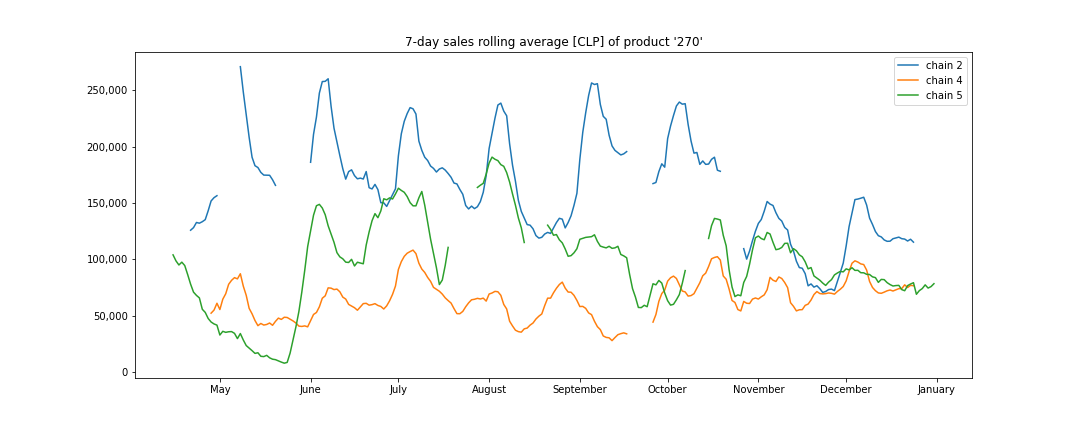 7-day sales rolling average [CLP] of product '270'
chain 2
chain 4
chain 5
250,000
200,000
150,000
100,000
50,000
0
May June July August September October November December January